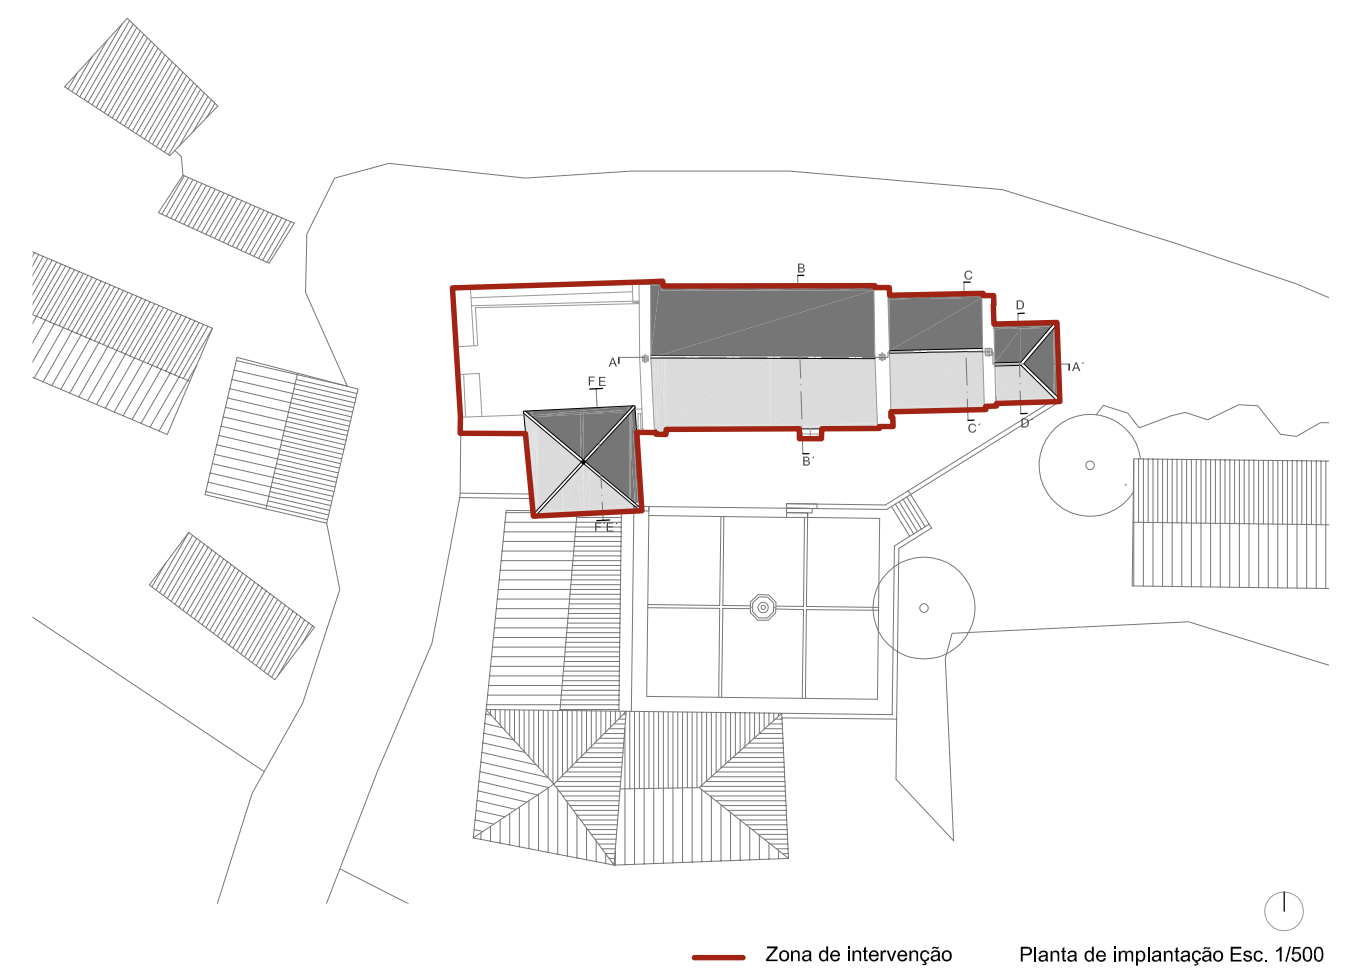 B
C
D
A
A´
F E
C´
D´
B´
F´E´
Zona de intervenção
Planta de implantação Esc. 1/500